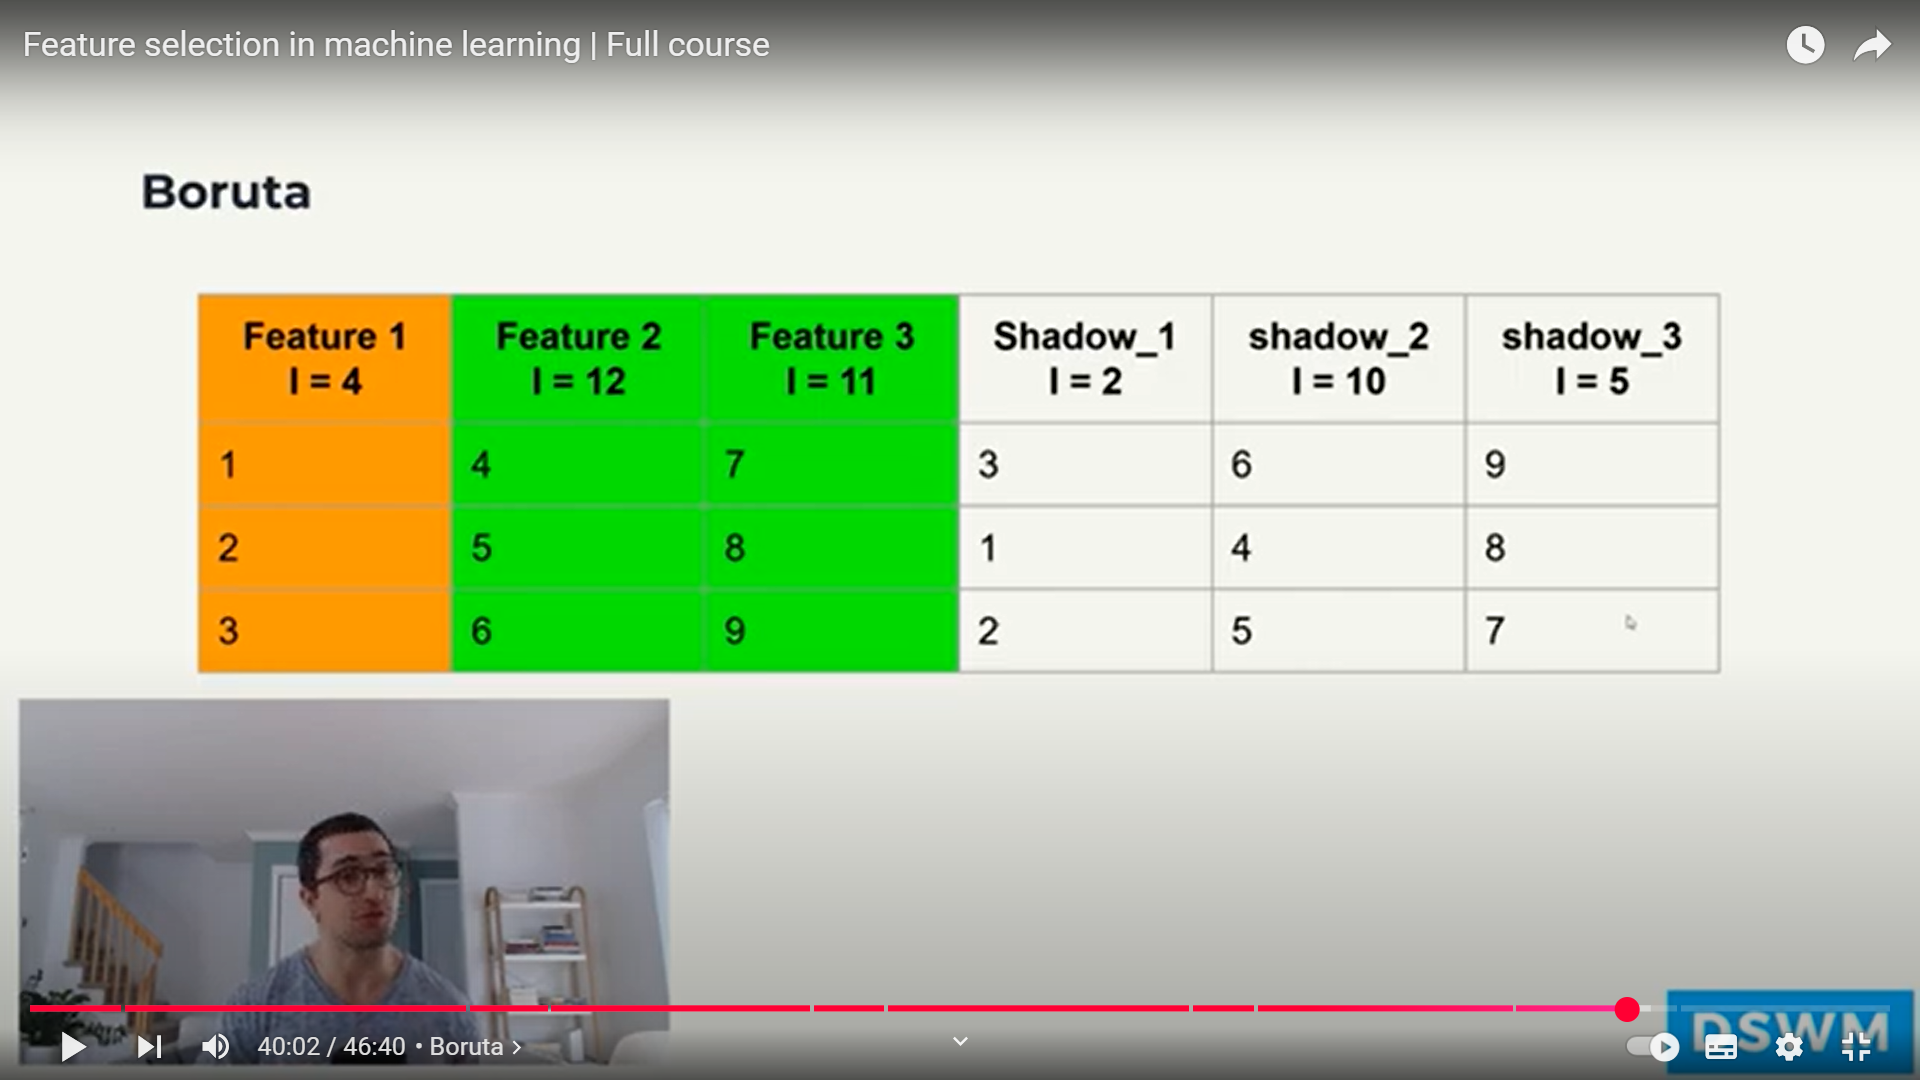 Feature selection in machine learning | Full course
Boruta
Feature 1 Feature 2 Feature 3 Shadow_1 shadow_2 shadow_3
I = 4 I = 12 I = 11 I = 2 I = 10 I = 5
1 4 7 3 6 9
2 5 8 1 4 8
3 6 9 2 5 7
40:02 / 46:40 • Boruta >
DSWM